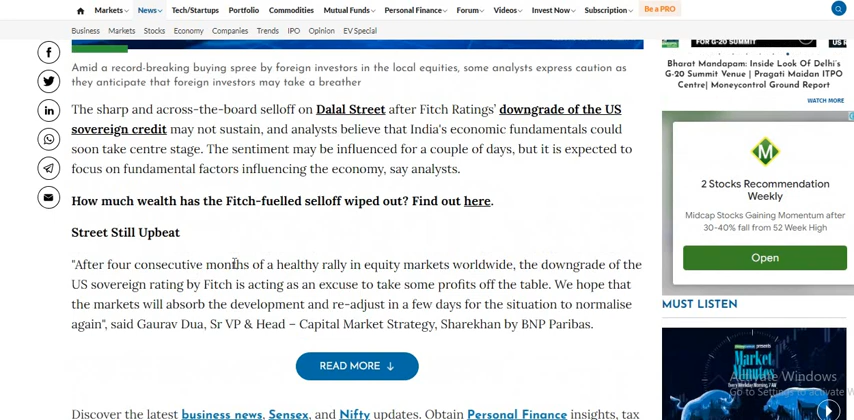 Markets News Tech/Startups Portfolio Commodities Mutual Funds Personal Finance Forum Videos Invest Now Subscription Be a PRO
Business Markets Stocks Economy Companies Trends IPO Opinion EV Special
Amid a record-breaking buying spree by foreign investors in the local equities, some analysts express caution as
they anticipate that foreign investors may take a breather
The sharp and across-the-board selloff on Dalal Street after Fitch Ratings' downgrade of the US
sovereign credit may not sustain, and analysts believe that India's economic fundamentals could
soon take centre stage. The sentiment may be influenced for a couple of days, but it is expected to
focus on fundamental factors influencing the economy, say analysts.
How much wealth has the Fitch-fuelled selloff wiped out? Find out here.
Street Still Upbeat
"After four consecutive months of a healthy rally in equity markets worldwide, the downgrade of the
US sovereign rating by Fitch is acting as an excuse to take some profits off the table. We hope that
the markets will absorb the development and re-adjust in a few days for the situation to normalise
again", said Gaurav Dua, Sr VP & Head – Capital Market Strategy, Sharekhan by BNP Paribas.
READ MORE ↓
Discover the latest business news, Sensex, and Nifty updates. Obtain Personal Finance insights, tax
FOR G-20 SUMMIT
Bharat Mandapam: Inside Look Of Delhi's
G-20 Summit Venue | Pragati Maidan ITPO
Centre| Moneycontrol Ground Report
WATCH MORE
M
2 Stocks Recommendation
Weekly
Midcap Stocks Gaining Momentum after
30-40% fall from 52 Week High
Open
MUST LISTEN
presents
Market
Minutes
Activate Windows
Go to Settings to activate W